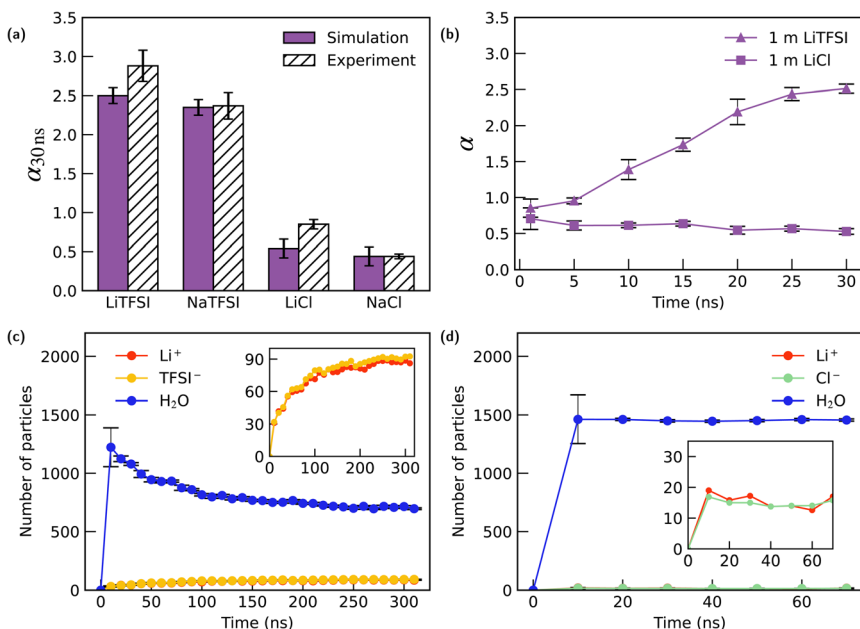 (a)
3.5
3.0
2.5
2.0
1.5
1.0
0.5
0.0
α30 ns
Simulation
Experiment
LiTFSI NaTFSI LiCl NaCl
(b)
3.5
3.0
2.5
2.0
1.5
1.0
0.5
0.0
α
1 m LiTFSI
1 m LiCl
0 5 10 15 20 25 30
Time (ns)
(c)
2000
1500
1000
500
0
Number of particles
Li⁺
TFSI⁻
H₂O
90
60
30
0
0 100 200 300
0 50 100 150 200 250 300
Time (ns)
(d)
2000
1500
1000
500
0
Number of particles
Li⁺
Cl⁻
H₂O
30
20
10
0
0 20 40 60
0 20 40 60
Time (ns)